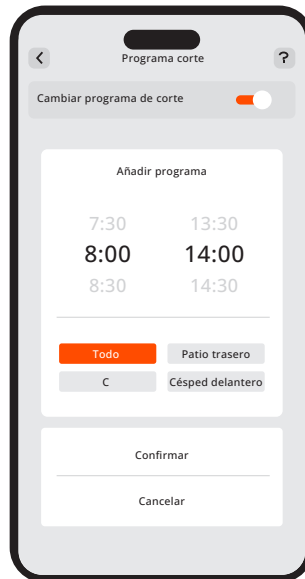 Programa corte
?
Cambiar programa de corte
Añadir programa
7:30 13:30
8:00 14:00
8:30 14:30
Todo Patio trasero
C Césped delantero
Confirmar
Cancelar